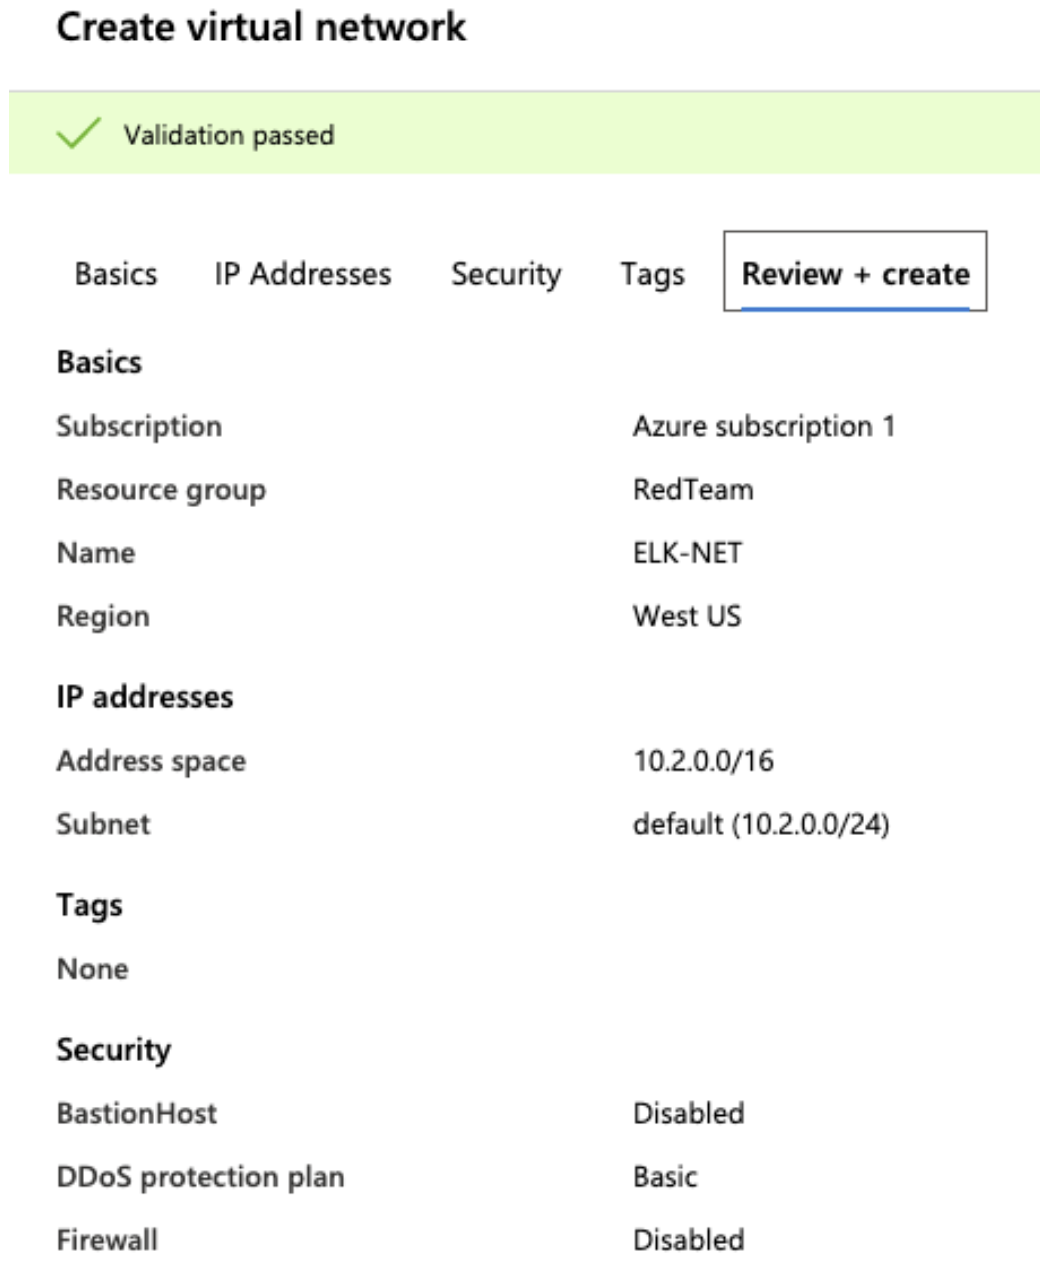 Create virtual network
Validation passed
Basics IP Addresses Security Tags Review + create
Basics
Subscription Azure subscription 1
Resource group RedTeam
Name ELK-NET
Region West US
IP addresses
Address space 10.2.0.0/16
Subnet default (10.2.0.0/24)
Tags
None
Security
BastionHost Disabled
DDoS protection plan Basic
Firewall Disabled